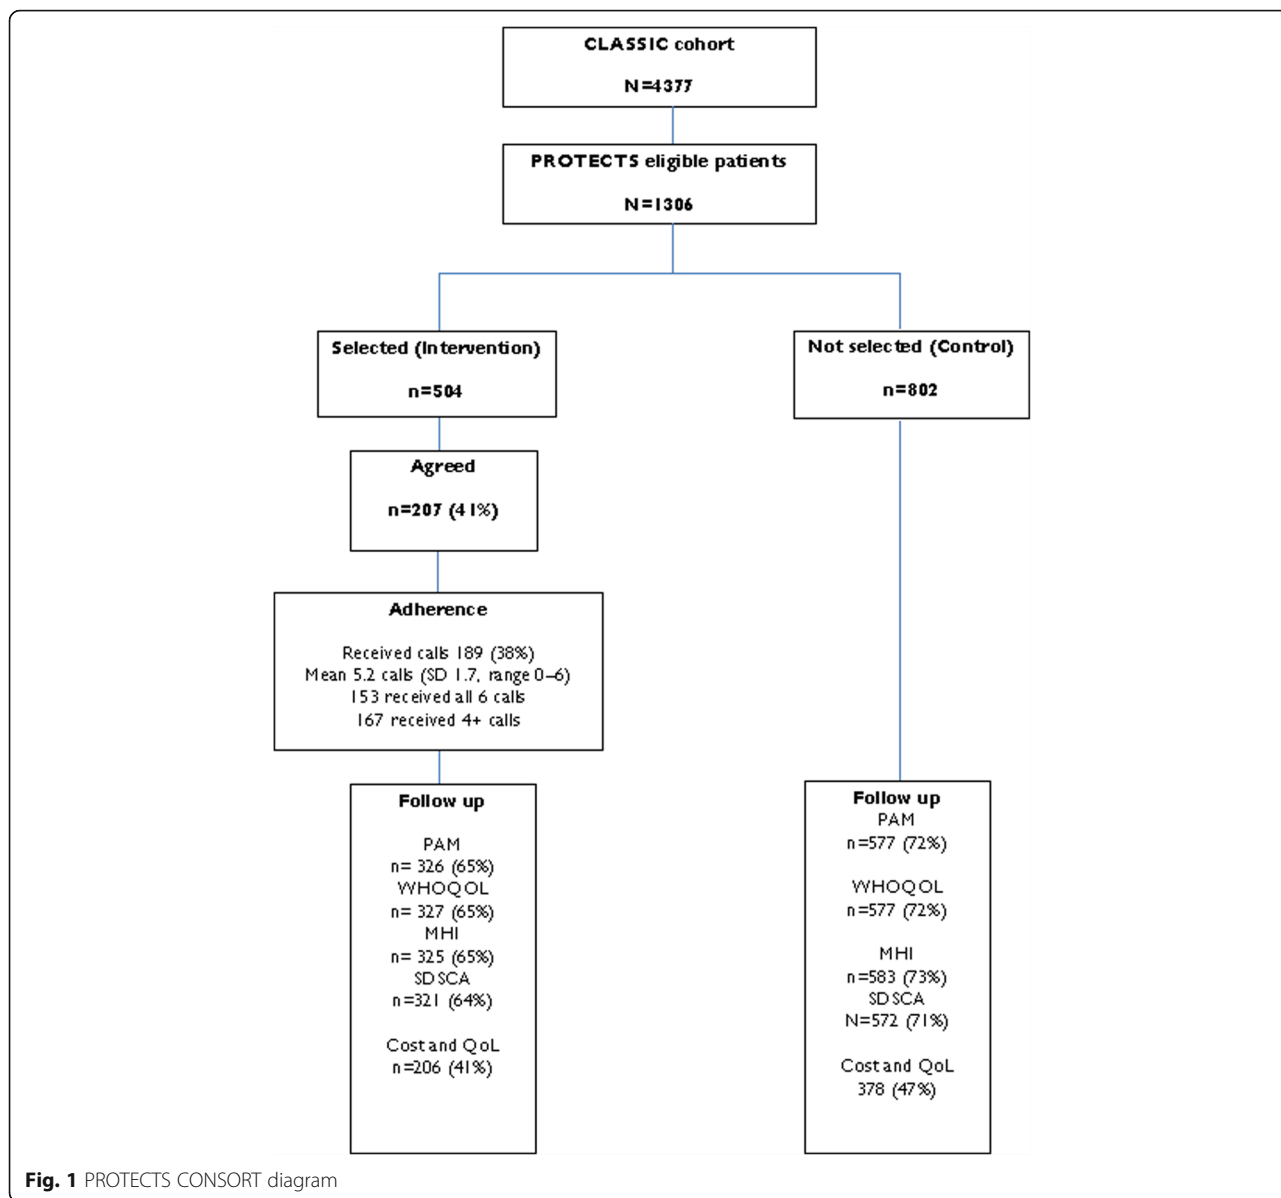 CLASSIC cohort
N=4377
PROTECTS eligible patients
N=1306
Selected (Intervention)
n=504
Not selected (Control)
n=802
Agreed
n=207 (41%)
Adherence
Received calls 189 (38%)
Mean 5.2 calls (SD 1.7, range 0–6)
153 received all 6 calls
167 received 4+ calls
Follow up
PAM
n= 326 (65%)
WHOQOL
n= 327 (65%)
MHI
n= 325 (65%)
SDSCA
n=321 (64%)
Cost and QoL
n=206 (41%)
Follow up
PAM
n=577 (72%)
WHOQOL
n=577 (72%)
MHI
n=583 (73%)
SDSCA
N=572 (71%)
Cost and QoL
378 (47%)
Fig. 1 PROTECTS CONSORT diagram